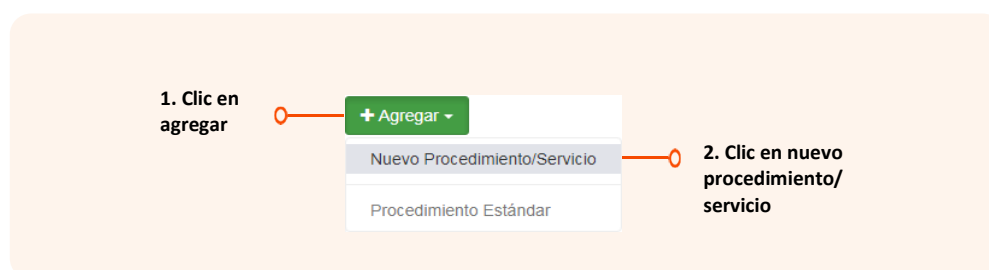 1. Clic en
agregar
+ Agregar
Nuevo Procedimiento/Servicio
Procedimiento Estándar
2. Clic en nuevo
procedimiento/
servicio